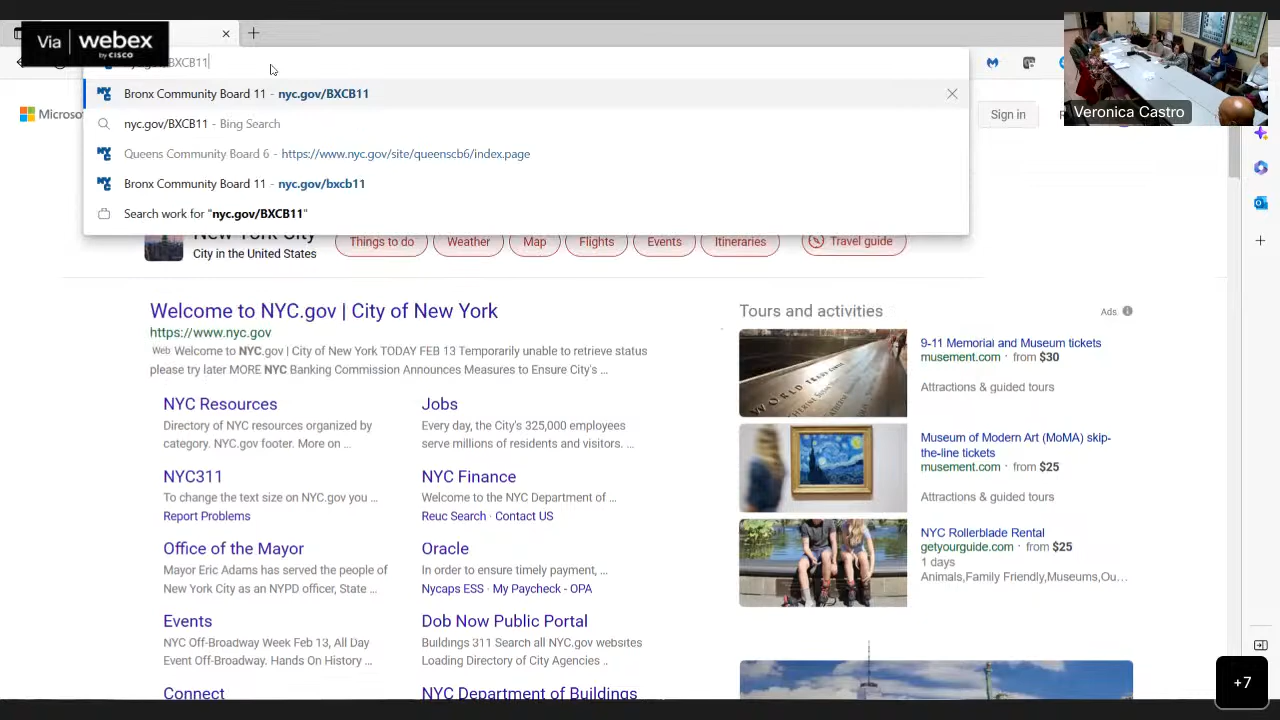 Via | webex
by CISCO
BXCB11
Bronx Community Board 11 - nyc.gov/BXCB11
nyc.gov/BXCB11 - Bing Search
Queens Community Board 6 - https://www.nyc.gov/site/queenscb6/index.page
Bronx Community Board 11 - nyc.gov/bxcb11
Search work for "nyc.gov/BXCB11"
Microso
Sign in
Veronica Castro
New York City
City in the United States
Things to do
Weather
Map
Flights
Events
Itineraries
Travel guide
Welcome to NYC.gov | City of New York
https://www.nyc.gov
Web Welcome to NYC.gov | City of New York TODAY FEB 13 Temporarily unable to retrieve status
please try later MORE NYC Banking Commission Announces Measures to Ensure City's ...
NYC Resources
Directory of NYC resources organized by
category. NYC.gov footer. More on ...
Jobs
Every day, the City's 325,000 employees
serve millions of residents and visitors. ...
NYC311
To change the text size on NYC.gov you ...
Report Problems
NYC Finance
Welcome to the NYC Department of ...
Reuc Search · Contact US
Office of the Mayor
Mayor Eric Adams has served the people of
New York City as an NYPD officer, State ...
Oracle
In order to ensure timely payment, ...
Nycaps ESS · My Paycheck - OPA
Events
NYC Off-Broadway Week Feb 13, All Day
Event Off-Broadway. Hands On History ...
Dob Now Public Portal
Buildings 311 Search all NYC.gov websites
Loading Directory of City Agencies ..
Connect
NYC Department of Buildings
Tours and activities
Ads
9-11 Memorial and Museum tickets
musement.com · from $30
Attractions & guided tours
WORLD TRADE
Museum of Modern Art (MoMA) skip-
the-line tickets
musement.com · from $25
Attractions & guided tours
NYC Rollerblade Rental
getyourguide.com · from $25
1 days
Animals,Family Friendly,Museums,Ou...
+7